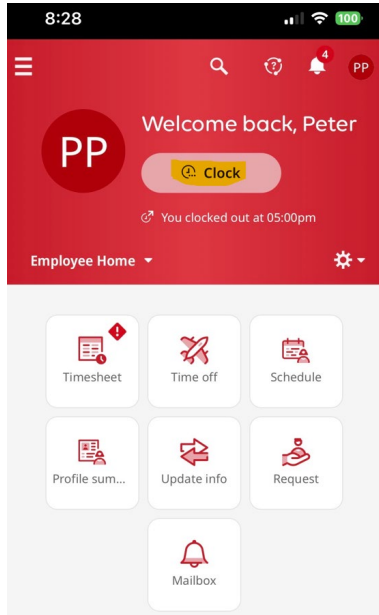 8:28
100
4
PP
PP
Welcome back, Peter
Clock
You clocked out at 05:00pm
Employee Home
Timesheet
Time off
Schedule
Profile sum...
Update info
Request
Mailbox